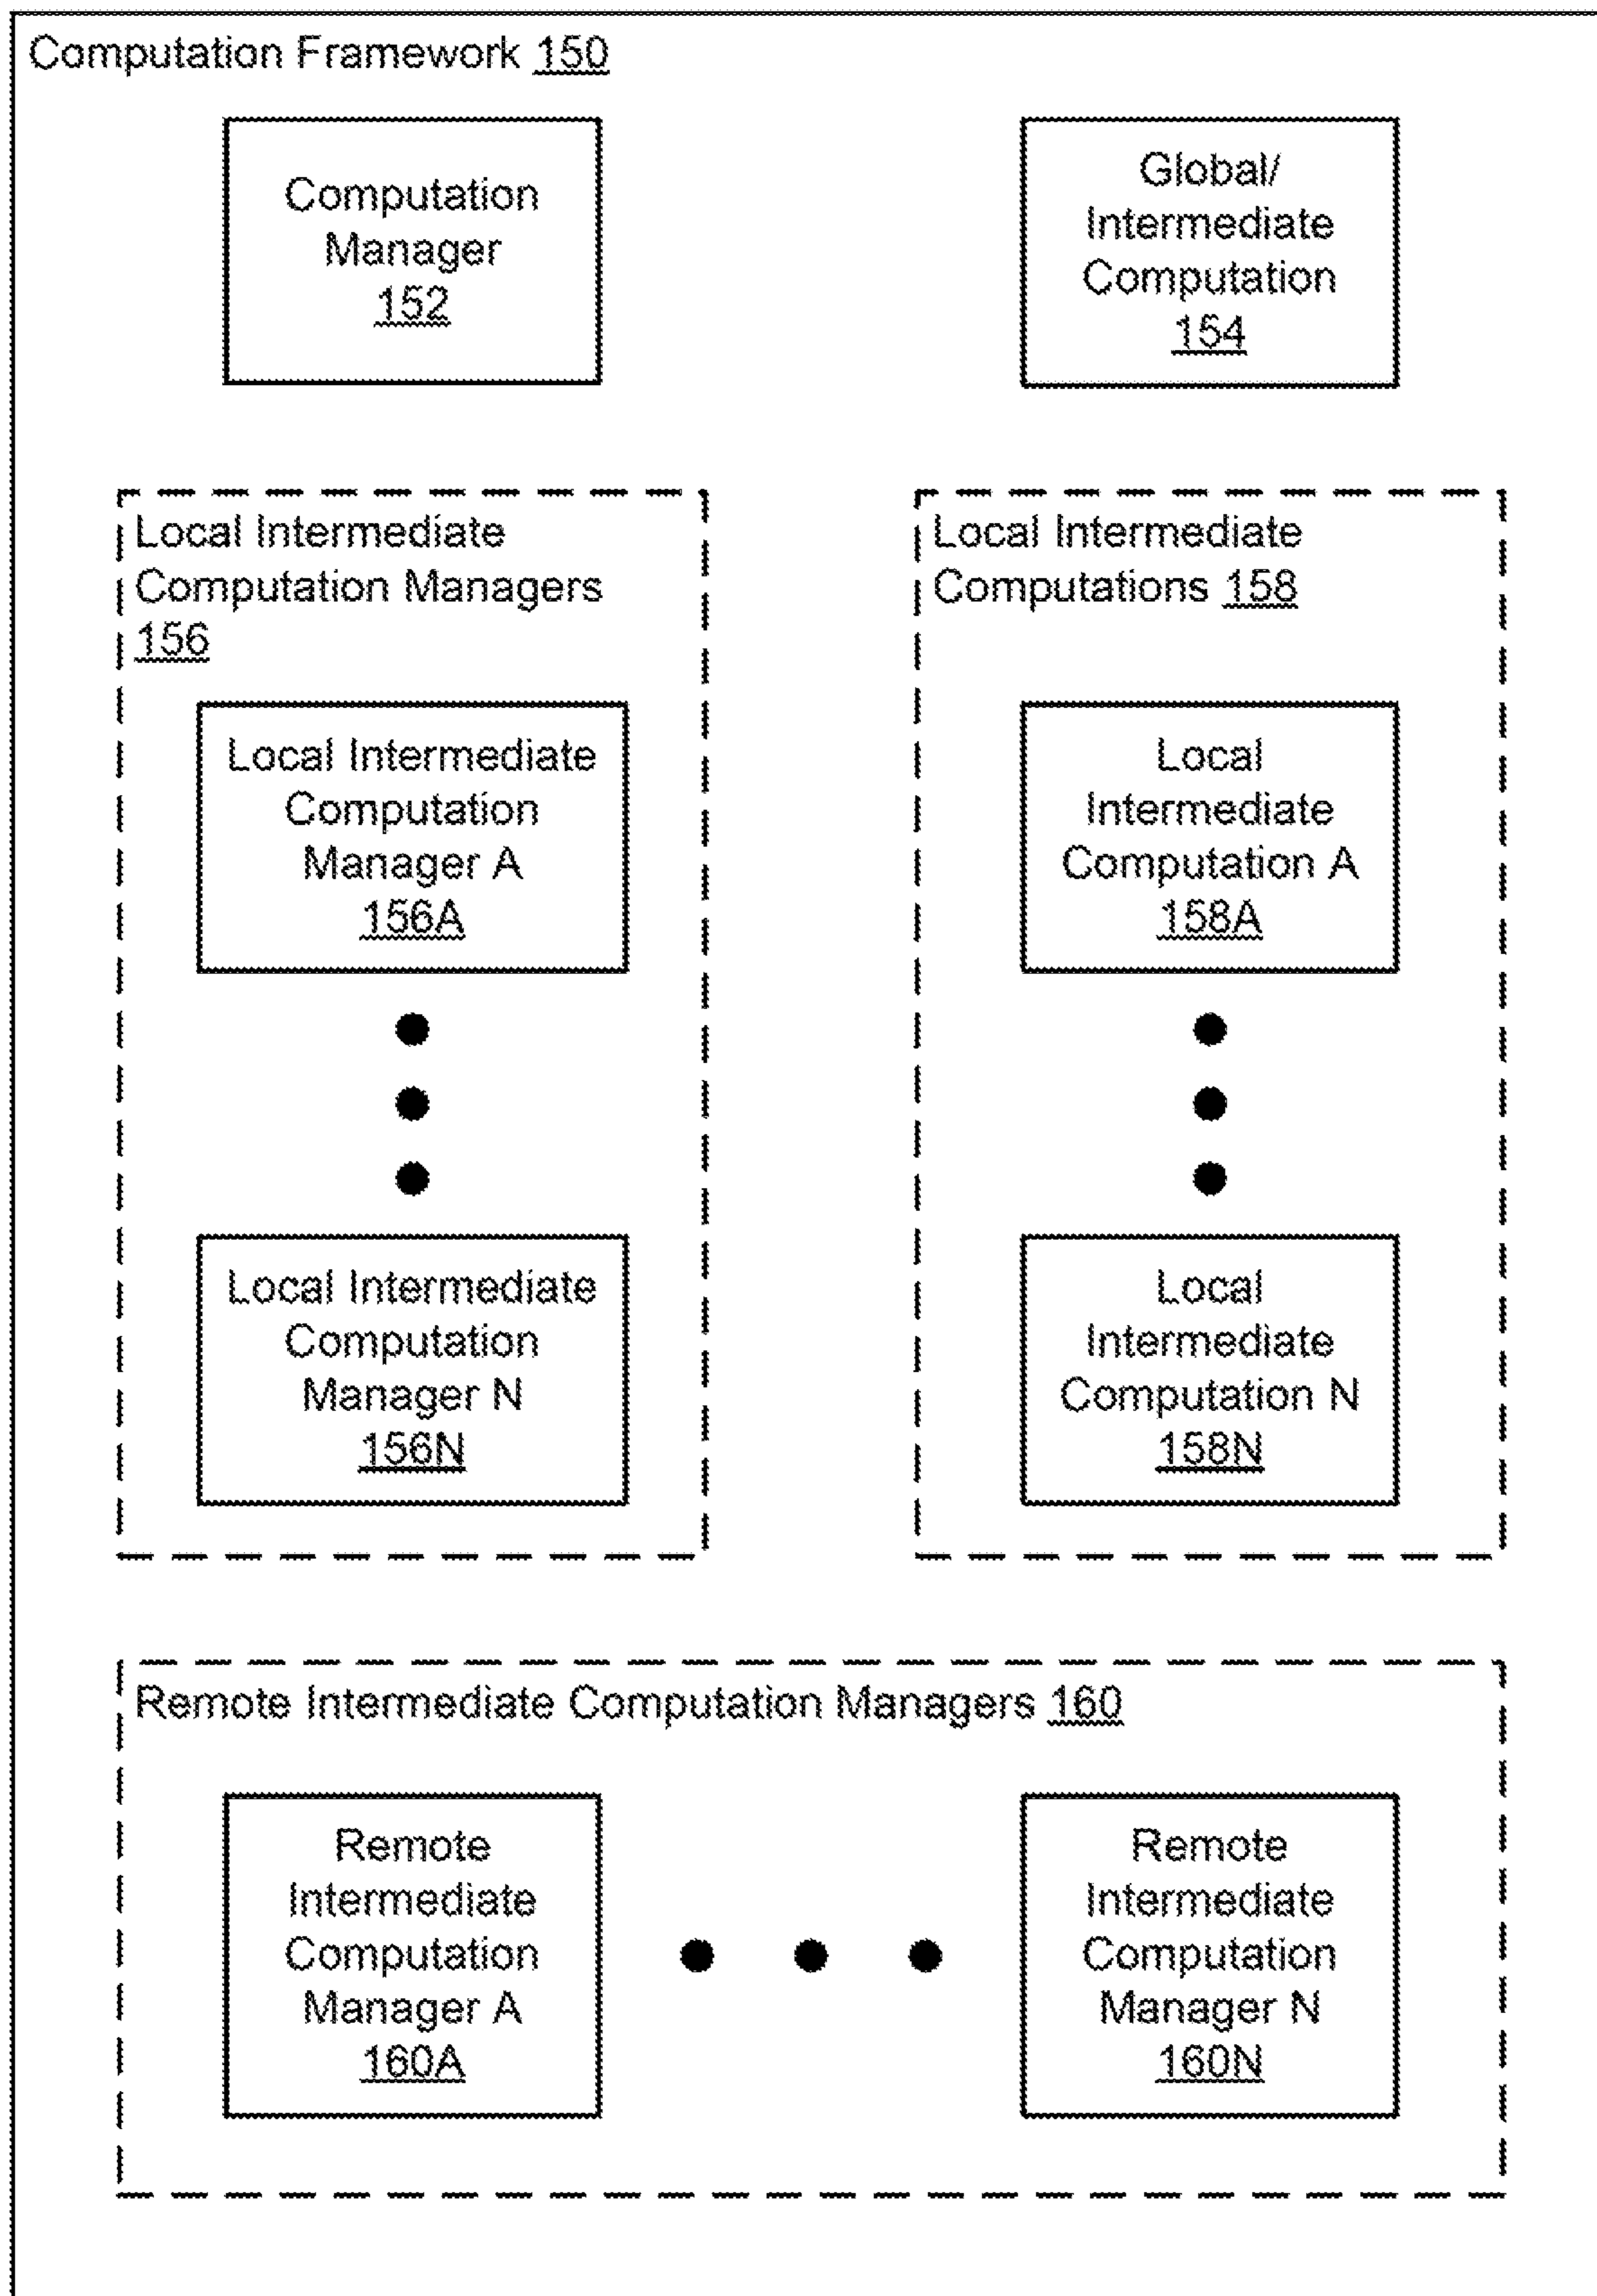 Computation Framework 150
Computation
Manager
152
Global/
Intermediate
Computation
154
Local Intermediate
Computation Managers
156
Local Intermediate
Computation
Manager A
156A
Local Intermediate
Computation
Manager N
156N
Local Intermediate
Computations 158
Local
Intermediate
Computation A
158A
Local
Intermediate
Computation N
158N
Remote Intermediate Computation Managers 160
Remote
Intermediate
Computation
Manager A
160A
Remote
Intermediate
Computation
Manager N
160N